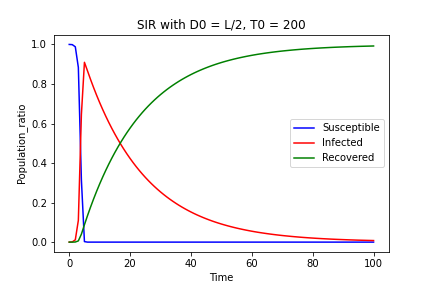 SIR with D0 = L/2, T0 = 200
Population_ratio
1.0
0.8
0.6
0.4
0.2
0.0
Susceptible
Infected
Recovered
0
20
40
60
80
100
Time